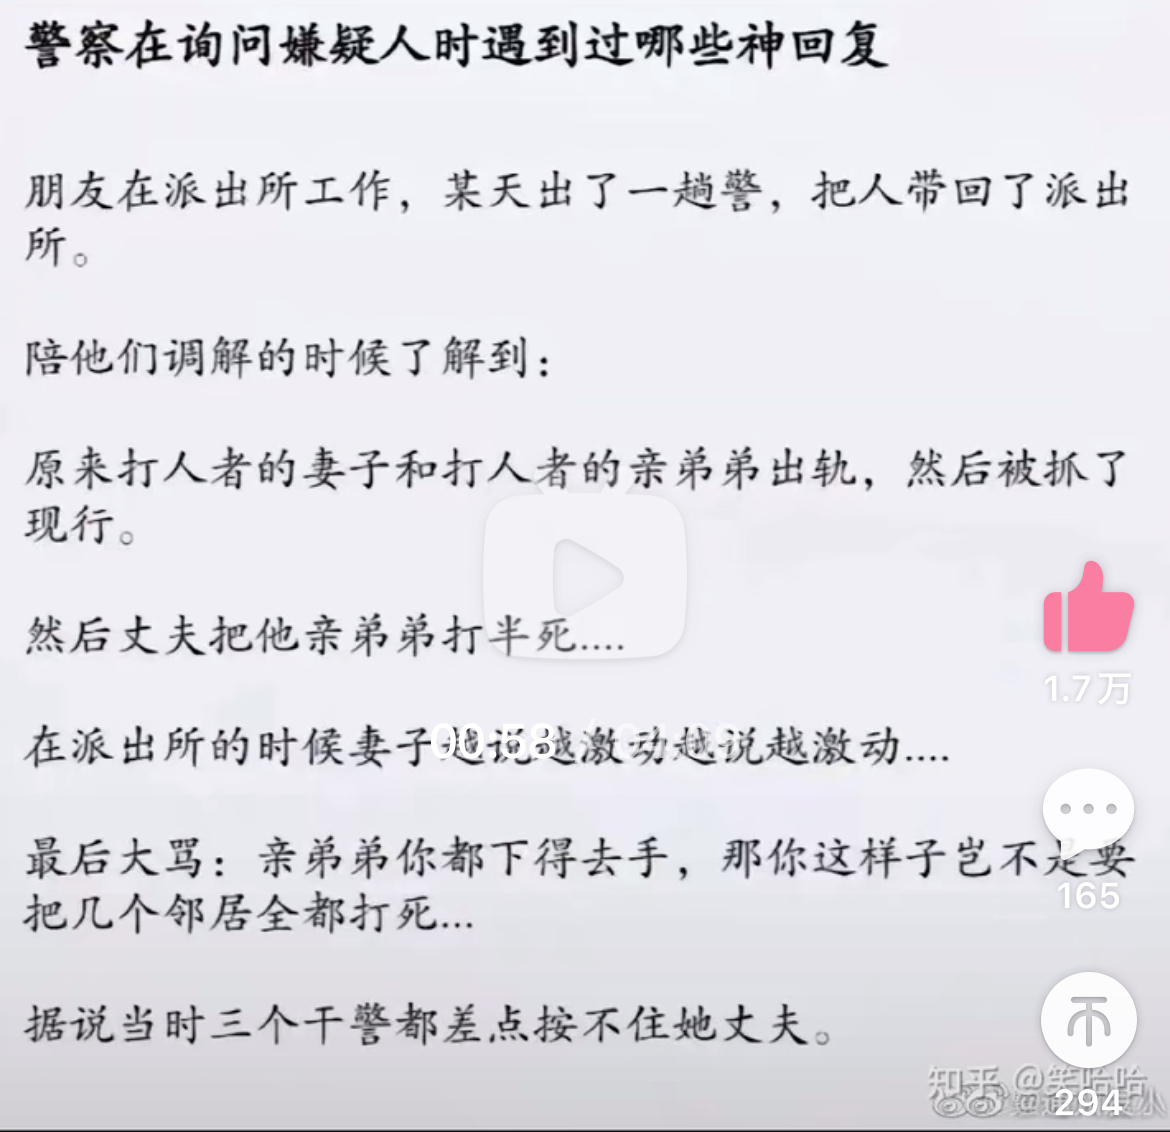 警察在询问嫌疑人时遇到过哪些神回复
朋友在派出所工作，某天出了一趟警，把人带回了派出
所。
陪他们调解的时候了解到：
原来打人者的妻子和打人者的亲弟弟出轨，然后被抓了
现行。
然后丈夫把他亲弟弟打半死....
在派出所的时候妻子越说越激动越说越激动....
00:58
最后大骂：亲弟弟你都下得去手，那你这样子岂不是要
把几个邻居全都打死...
据说当时三个干警都差点按不住她丈夫。
1.7万
165
294
知乎 @笑哈哈